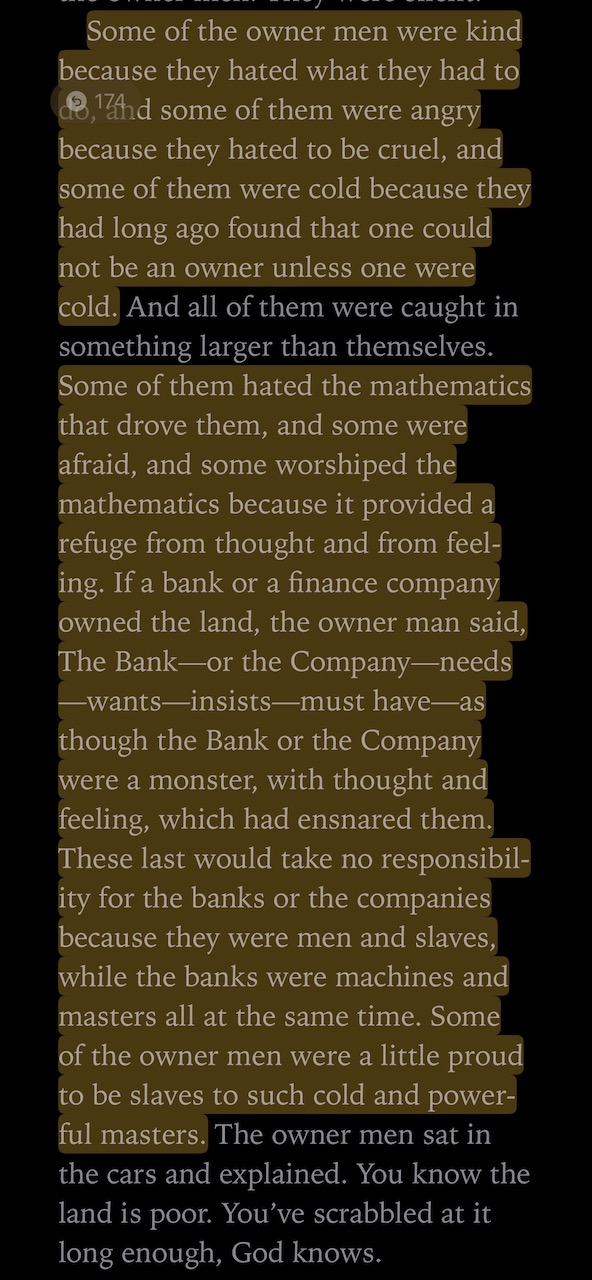 Some of the owner men were kind
because they hated what they had to
174
do, and some of them were angry
because they hated to be cruel, and
some of them were cold because they
had long ago found that one could
not be an owner unless one were
cold. And all of them were caught in
something larger than themselves.
Some of them hated the mathematics
that drove them, and some were
afraid, and some worshiped the
mathematics because it provided a
refuge from thought and from feel-
ing. If a bank or a finance company
owned the land, the owner man said,
The Bank—or the Company—needs
—wants—insists—must have—as
though the Bank or the Company
were a monster, with thought and
feeling, which had ensnared them.
These last would take no responsibil-
ity for the banks or the companies
because they were men and slaves,
while the banks were machines and
masters all at the same time. Some
of the owner men were a little proud
to be slaves to such cold and power-
ful masters. The owner men sat in
the cars and explained. You know the
land is poor. You’ve scrabbled at it
long enough, God knows.